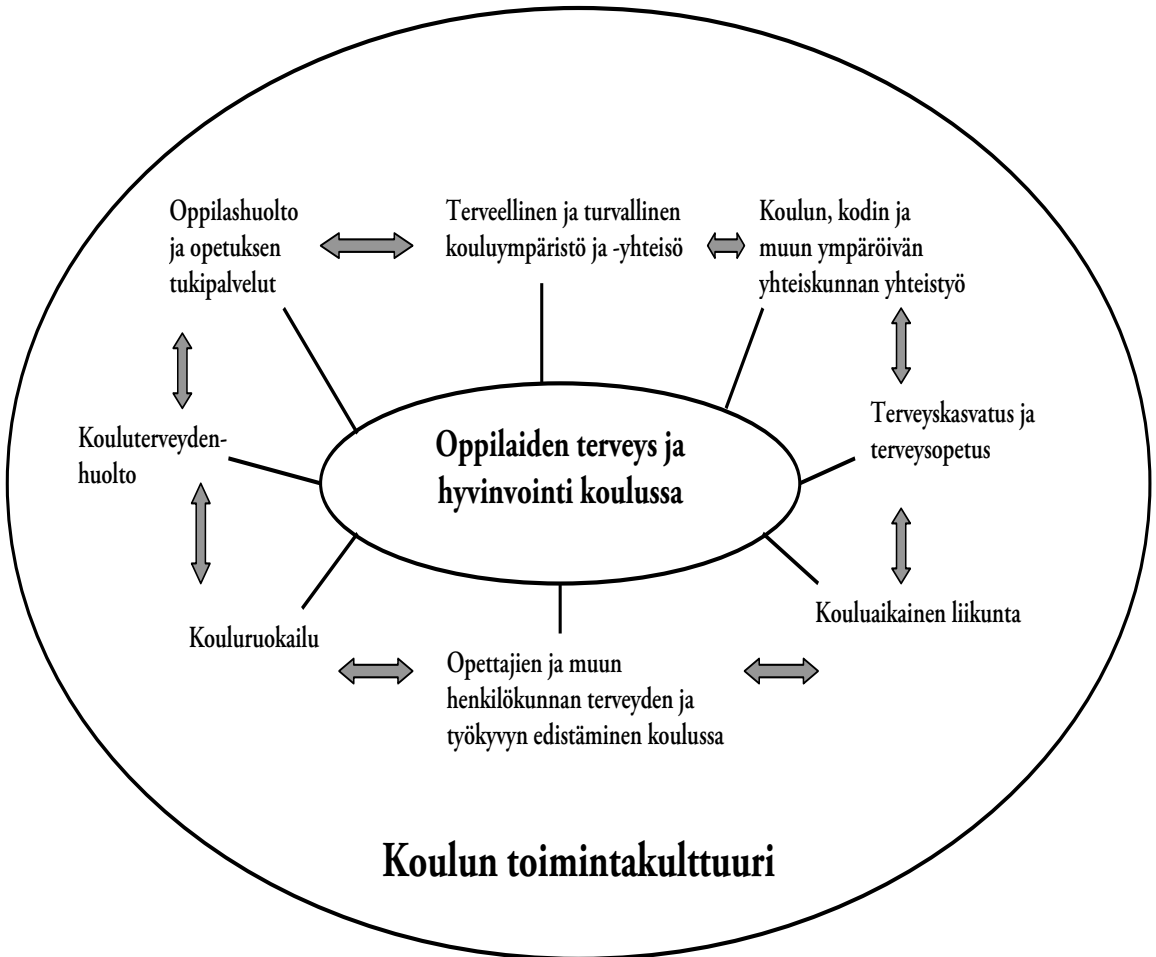 Oppilashuolto
ja opetuksen
tukipalvelut
Terveellinen ja turvallinen
kouluympäristö ja -yhteisö
Koulun, kodin ja
muun ympäröivän
yhteiskunnan yhteistyö
Kouluterveyden-
huolto
Oppilaiden terveys ja
hyvinvointi koulussa
Terveyskasvatus ja
terveysopetus
Kouluruokailu
Opettajien ja muun
henkilökunnan terveyden ja
työkyvyn edistäminen koulussa
Kouluaikainen liikunta
Koulun toimintakulttuuri